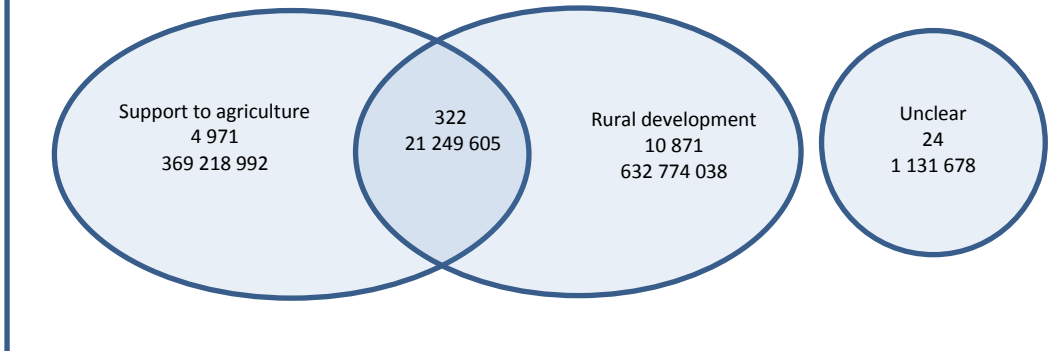 Support to agriculture
4 971
369 218 992
322
21 249 605
Rural development
10 871
632 774 038
Unclear
24
1 131 678